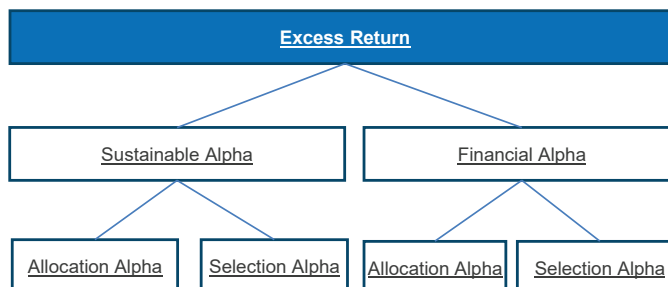 Excess Return
Sustainable Alpha
Financial Alpha
Allocation Alpha
Selection Alpha
Allocation Alpha
Selection Alpha